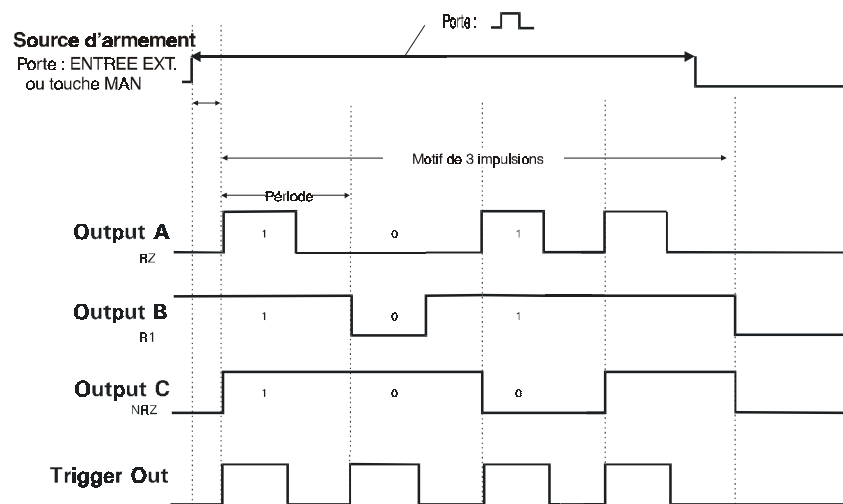 Porte :
Source d'armement
Porte : ENTREE EXT.
ou touche MAN
Motif de 3 impulsions
Période
Output A
RZ
1 0 1
Output B
R1
1 0 1
Output C
NRZ
1 0 0
Trigger Out